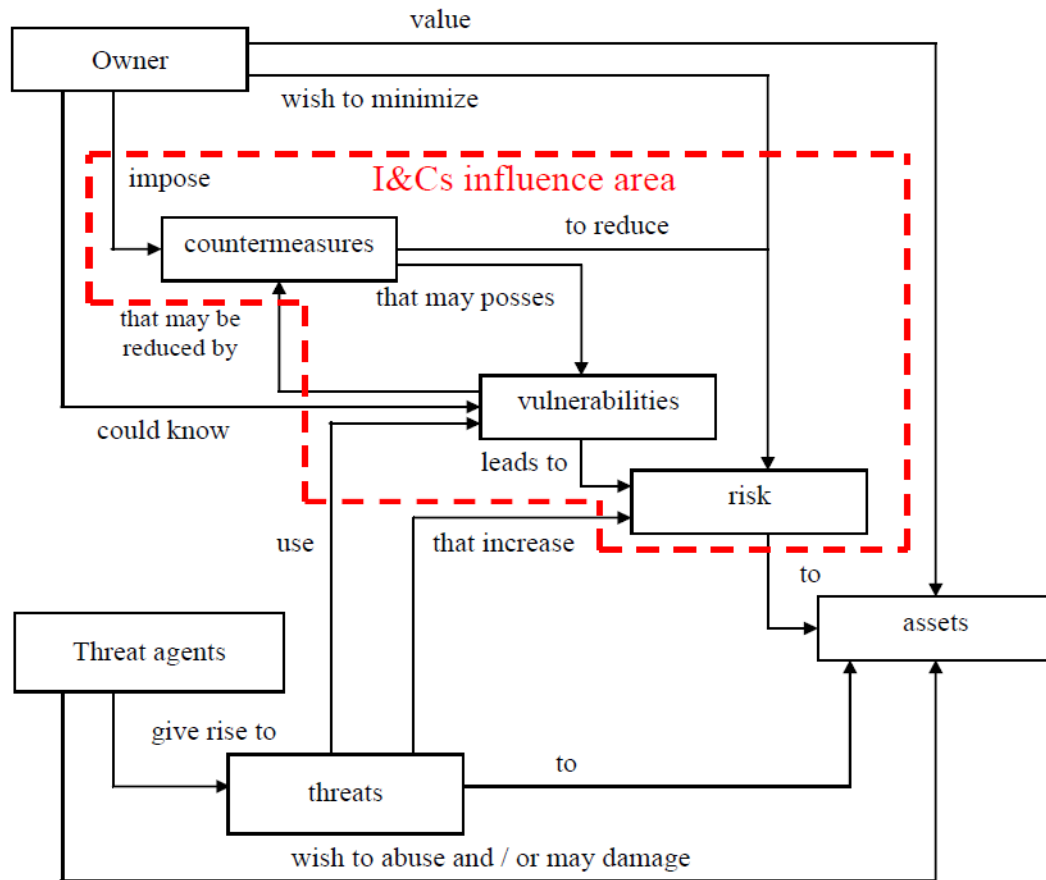 value
Owner
wish to minimize
impose
I&Cs influence area
countermeasures
to reduce
that may posses
that may be
reduced by
vulnerabilities
could know
leads to
risk
use
that increase
to
assets
Threat agents
give rise to
to
threats
wish to abuse and / or may damage